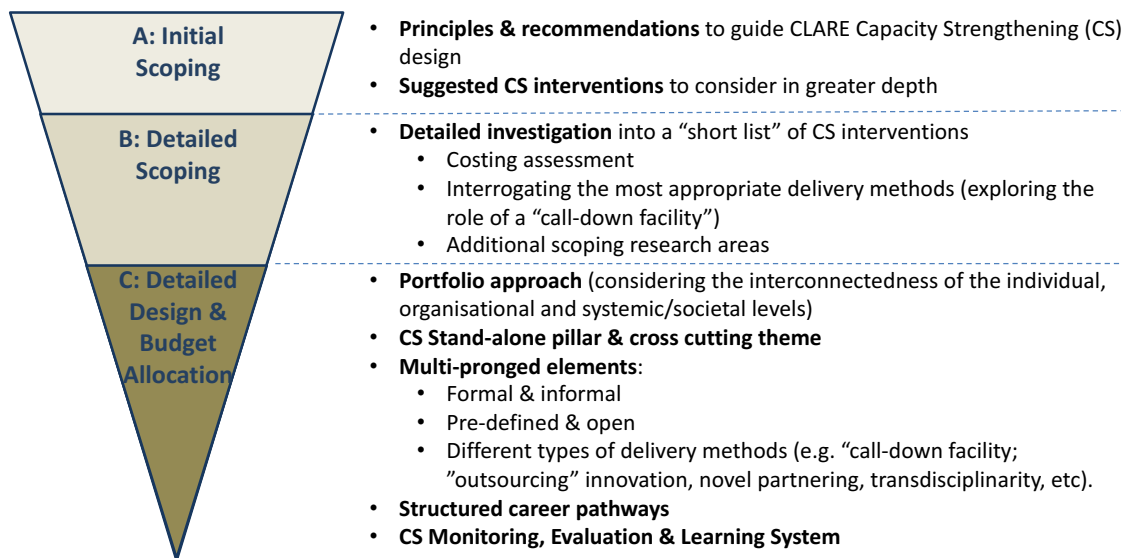 A: Initial
Scoping
• Principles & recommendations to guide CLARE Capacity Strengthening (CS)
design
• Suggested CS interventions to consider in greater depth
B: Detailed
Scoping
• Detailed investigation into a “short list” of CS interventions
• Costing assessment
• Interrogating the most appropriate delivery methods (exploring the
role of a “call-down facility”)
• Additional scoping research areas
C: Detailed
Design &
Budget
Allocation
• Portfolio approach (considering the interconnectedness of the individual,
organisational and systemic/societal levels)
• CS Stand-alone pillar & cross cutting theme
• Multi-pronged elements:
• Formal & informal
• Pre-defined & open
• Different types of delivery methods (e.g. “call-down facility;
”outsourcing” innovation, novel partnering, transdisciplinarity, etc).
• Structured career pathways
• CS Monitoring, Evaluation & Learning System